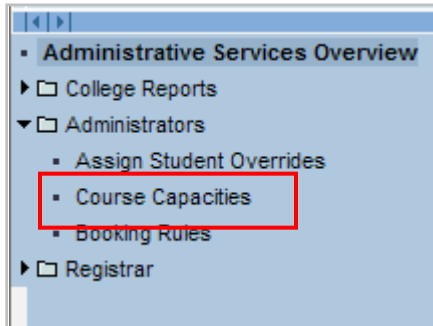 Administrative Services Overview
College Reports
Administrators
Assign Student Overrides
Course Capacities
Booking Rules
Registrar